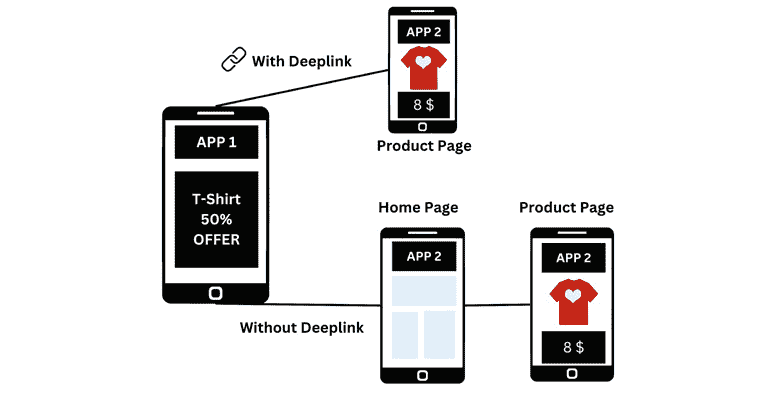 APP 2
With Deeplink
8 $
Product Page
APP 1
T-Shirt
50%
OFFER
Home Page
Product Page
APP 2
APP 2
8 $
Without Deeplink